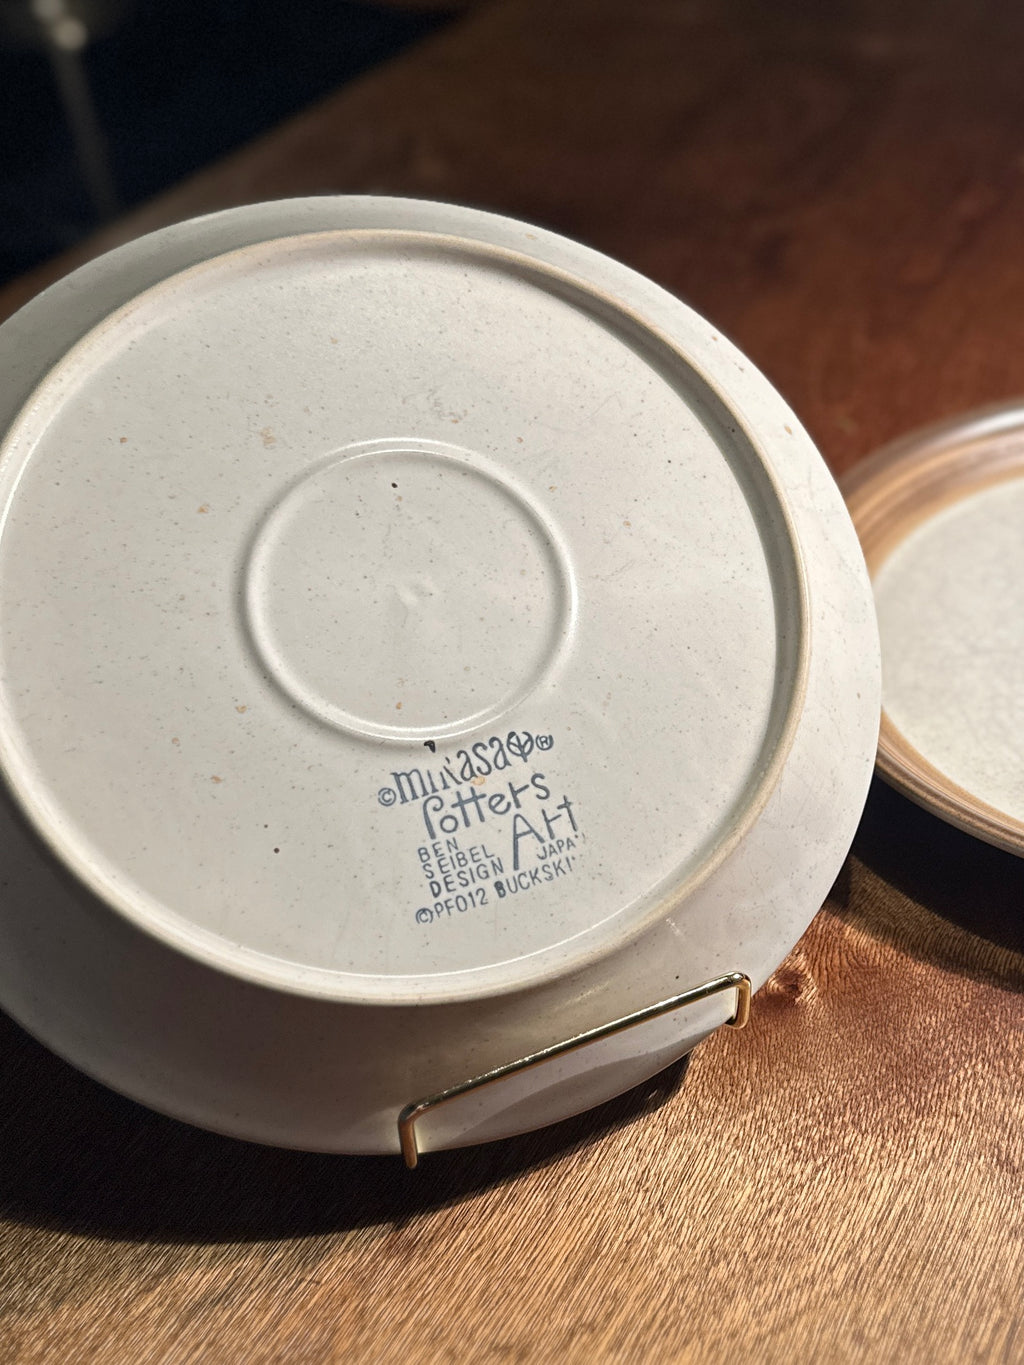 ©mikasa®
Potters
Art
BEN
SEIBEL
DESIGN
JAPA
©PF012 BUCKSKI